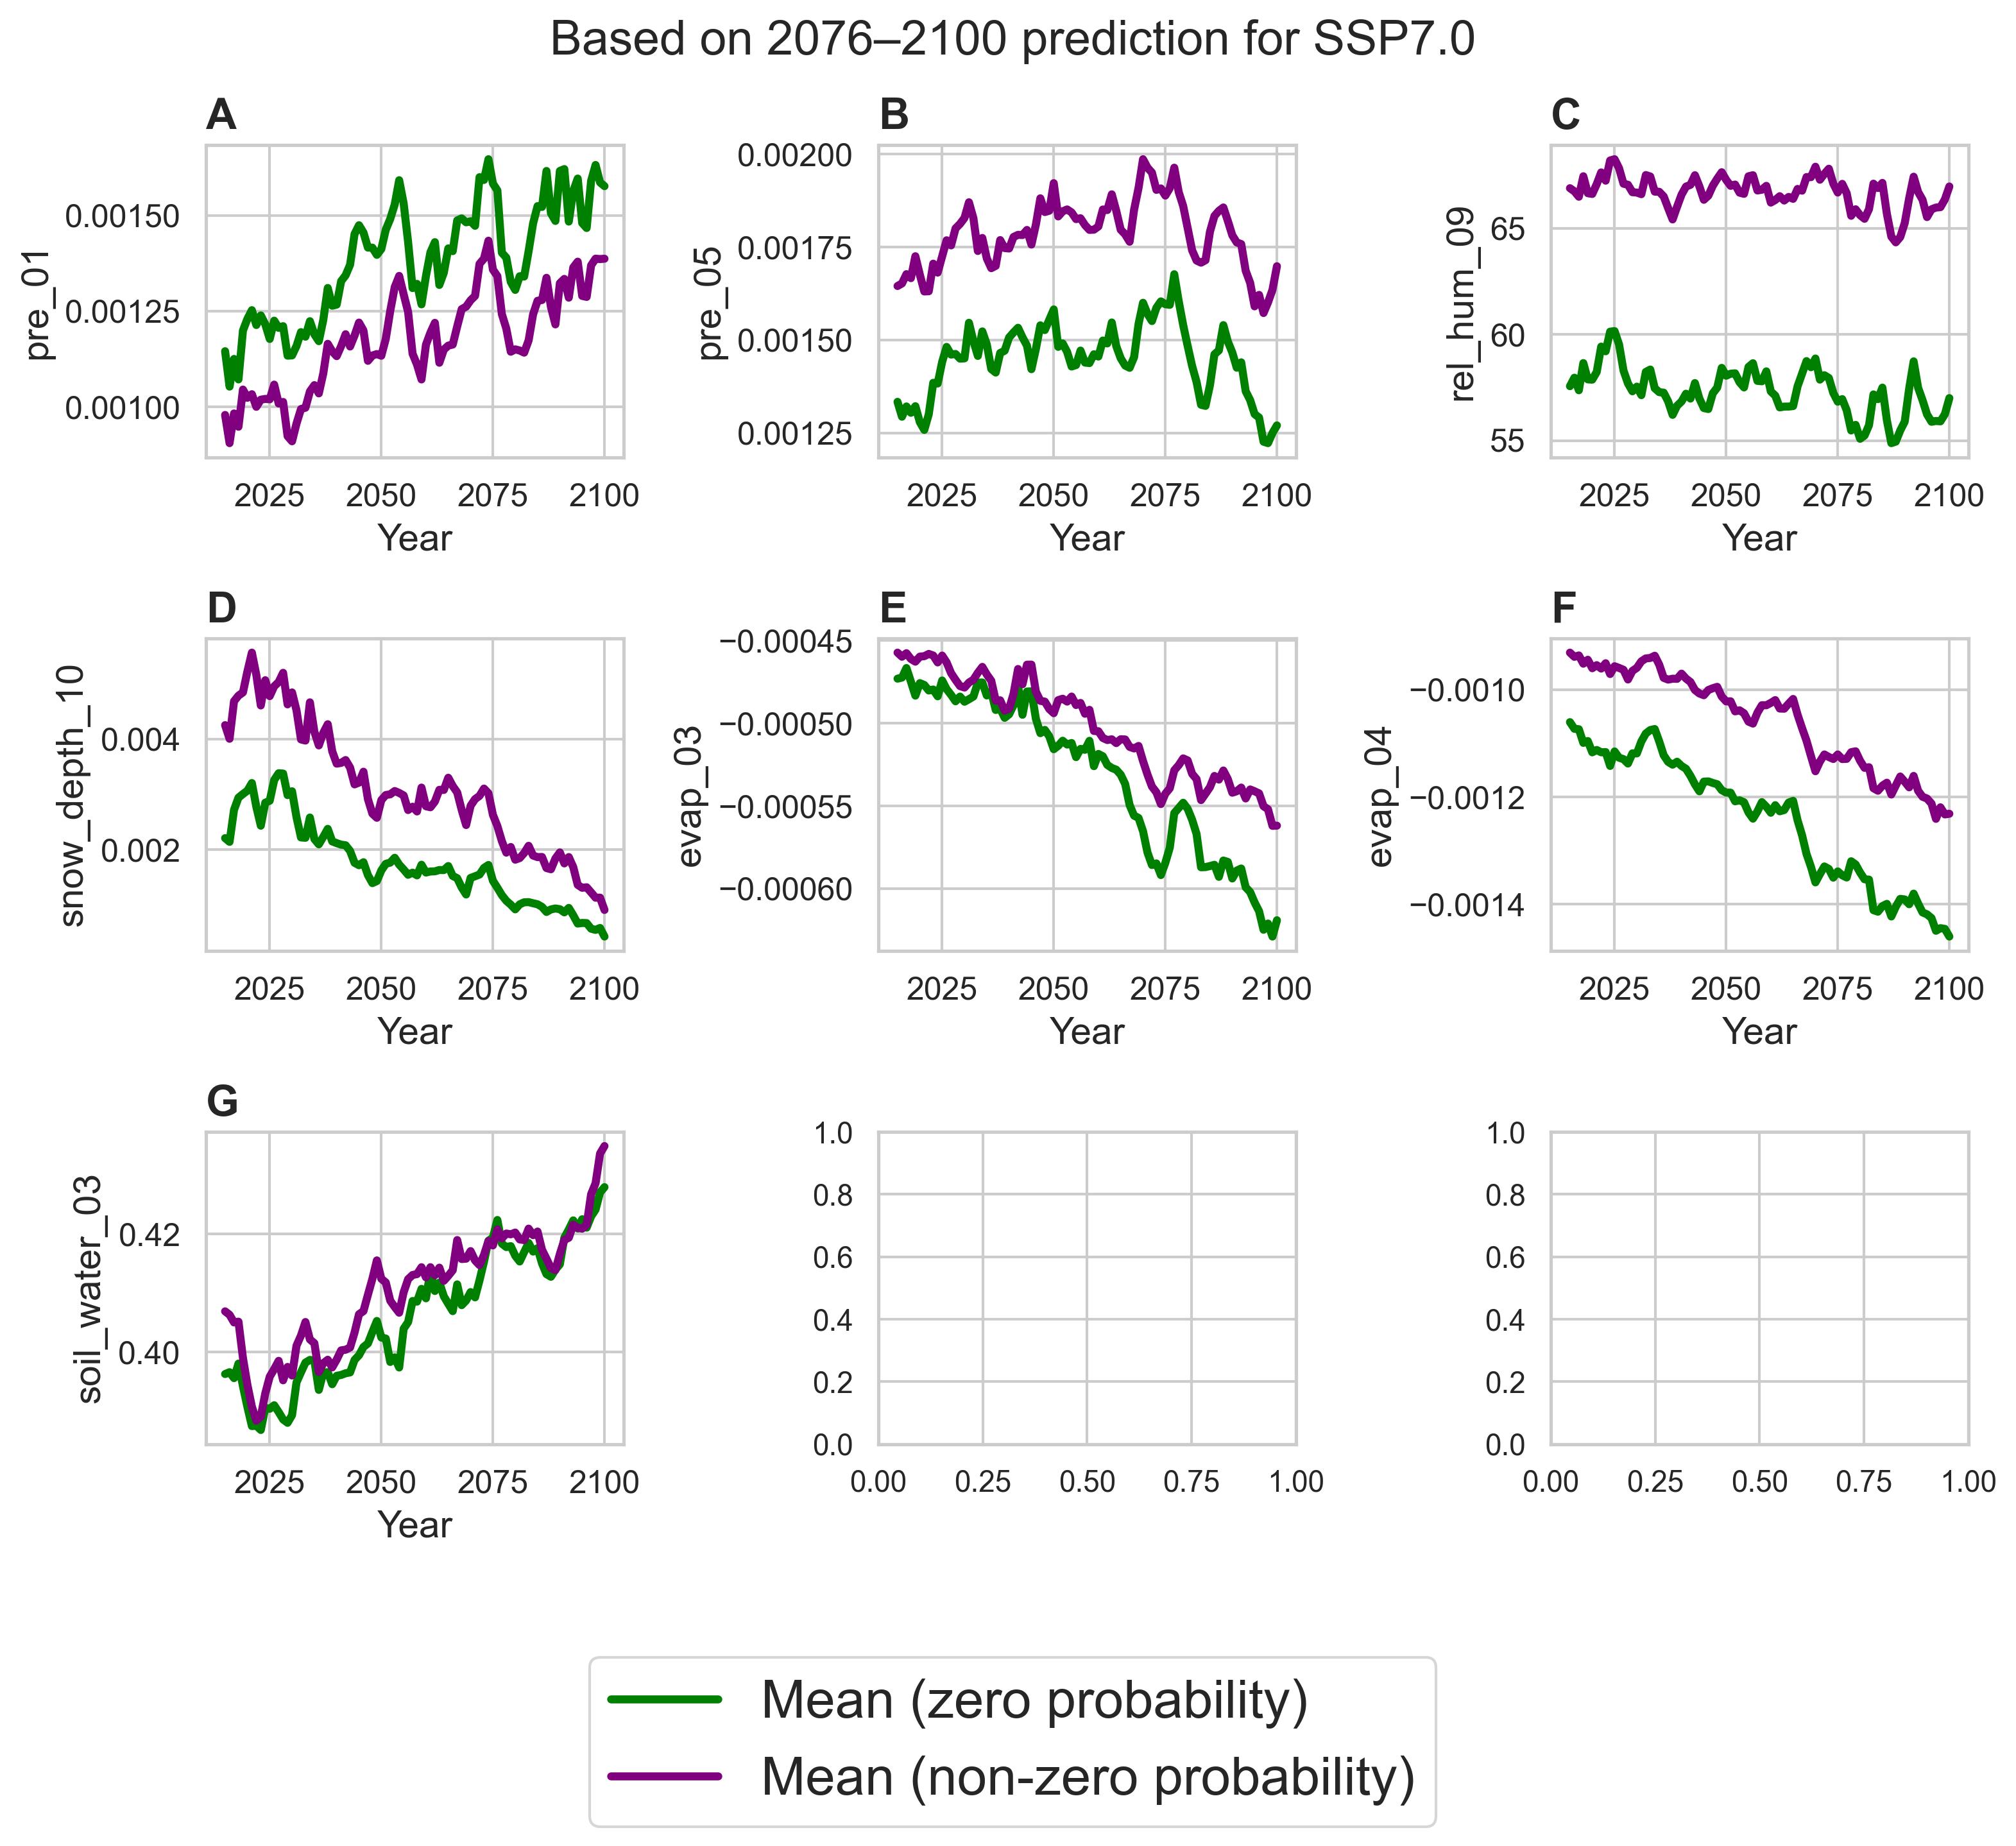 Based on 2076–2100 prediction for SSP7.0
A
B
C
pre_01
0.00150
0.00125
0.00100
2025 2050 2075 2100
Year
pre_05
0.00200
0.00175
0.00150
0.00125
2025 2050 2075 2100
Year
rel_hum_09
65
60
55
2025 2050 2075 2100
Year
D
E
F
snow_depth_10
0.004
0.002
2025 2050 2075 2100
Year
evap_03
−0.00045
−0.00050
−0.00055
−0.00060
2025 2050 2075 2100
Year
evap_04
−0.0010
−0.0012
−0.0014
2025 2050 2075 2100
Year
G
soil_water_03
0.42
0.40
2025 2050 2075 2100
Year
1.0
0.8
0.6
0.4
0.2
0.0
0.00 0.25 0.50 0.75 1.00
1.0
0.8
0.6
0.4
0.2
0.0
0.00 0.25 0.50 0.75 1.00
Mean (zero probability)
Mean (non-zero probability)